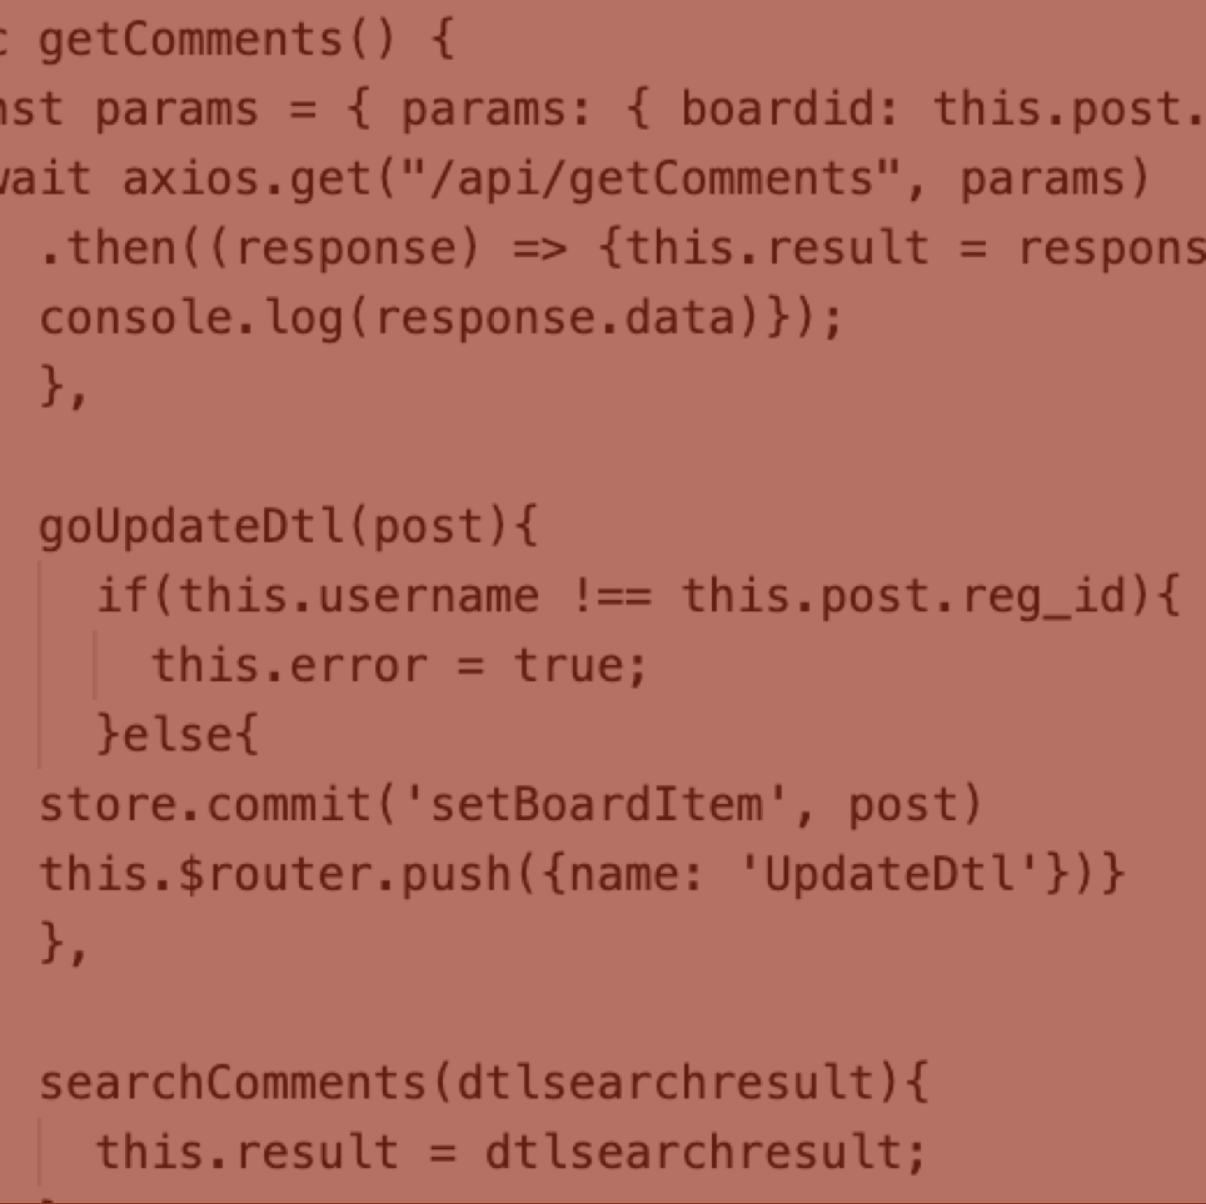 c getComments() {
nst params = { params: { boardid: this.post.
wait axios.get("/api/getComments", params)
.then((response) => {this.result = respons
console.log(response.data)});
},
goUpdateDtl(post){
if(this.username !== this.post.reg_id){
this.error = true;
}else{
store.commit('setBoardItem', post)
this.$router.push({name: 'UpdateDtl'})}
},
searchComments(dtlsearchresult){
this.result = dtlsearchresult;